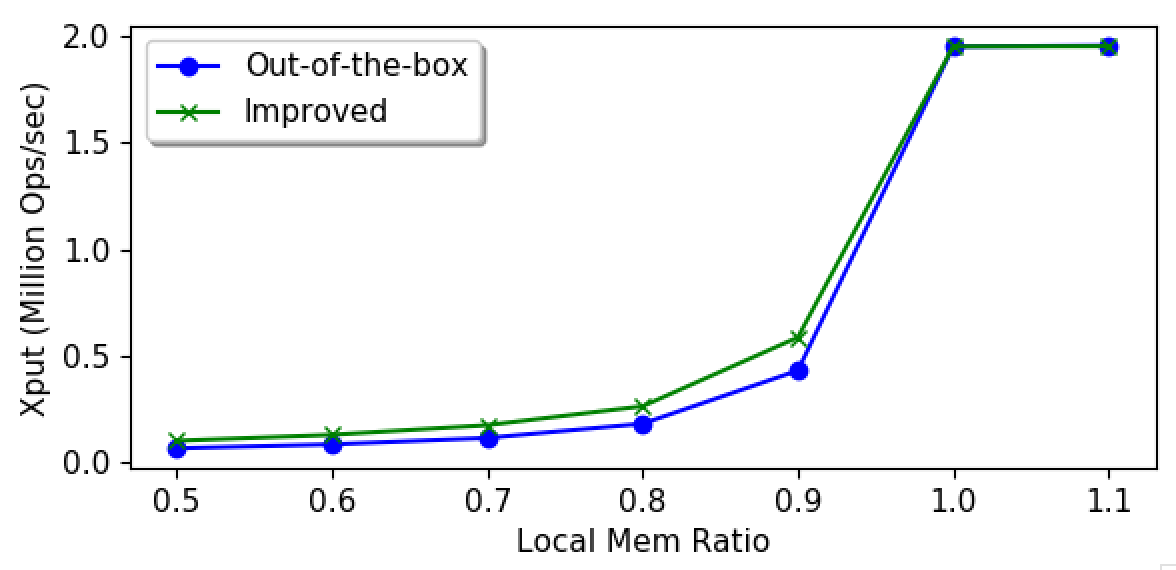 Xput (Million Ops/sec)
2.0
1.5
1.0
0.5
0.0
Out-of-the-box
Improved
0.5 0.6 0.7 0.8 0.9 1.0 1.1
Local Mem Ratio